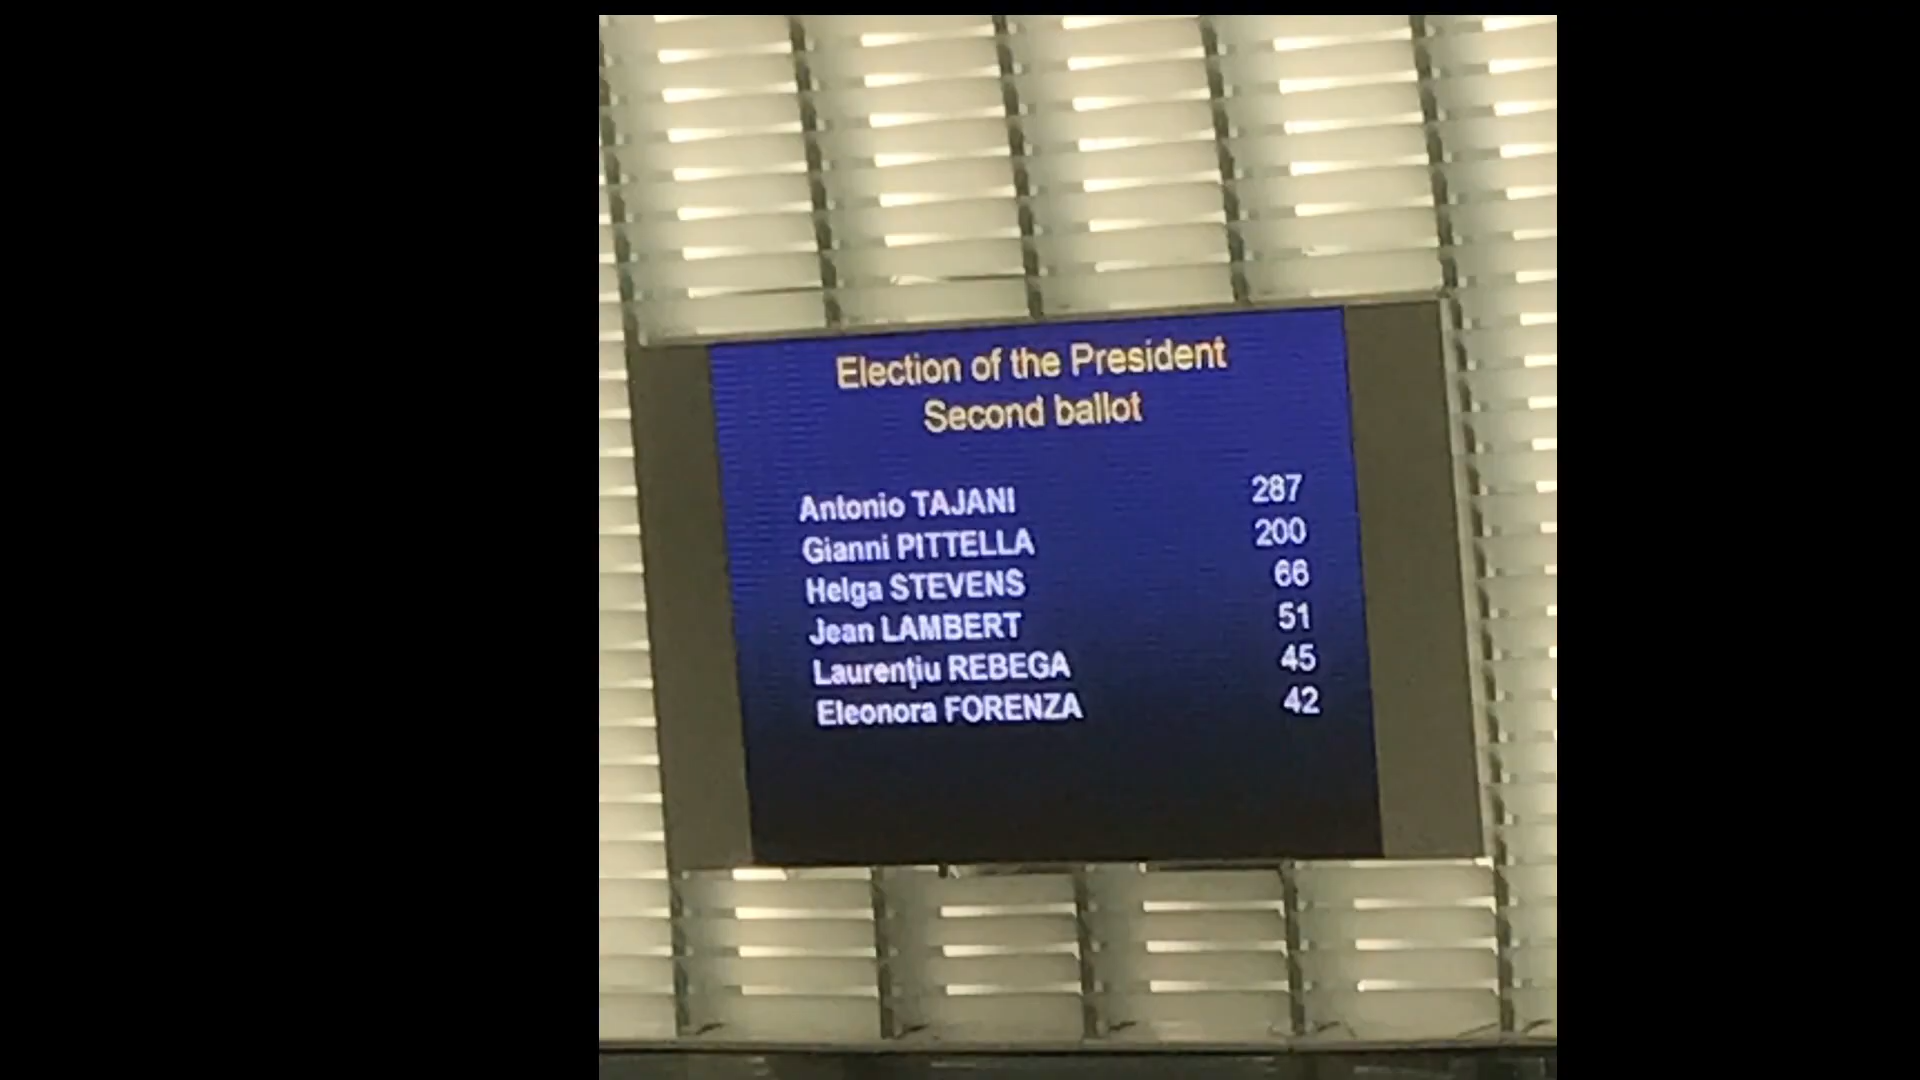 Election of the President
Second ballot
Antonio TAJANI 287
Gianni PITTELLA 200
Helga STEVENS 66
Jean LAMBERT 51
Laurențiu REBEGA 45
Eleonora FORENZA 42